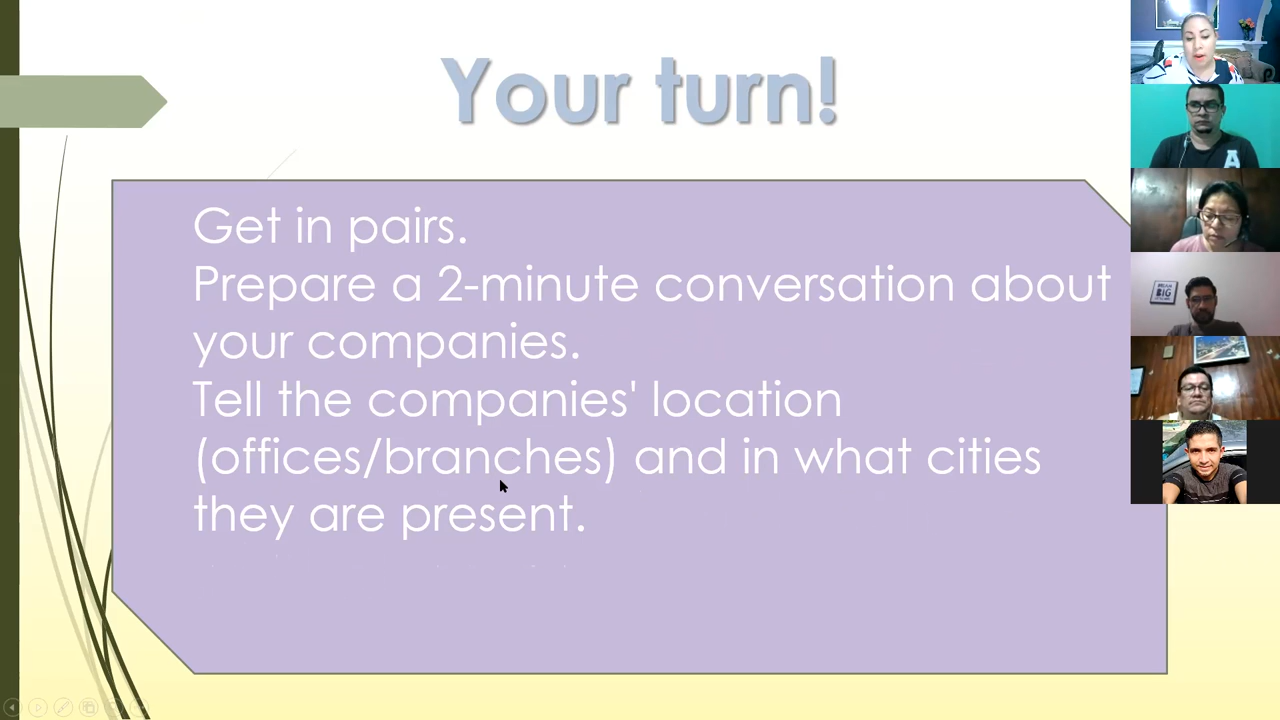 Your turn!
Get in pairs.
Prepare a 2-minute conversation about
your companies.
Tell the companies' location
(offices/branches) and in what cities
they are present.
A
BIG